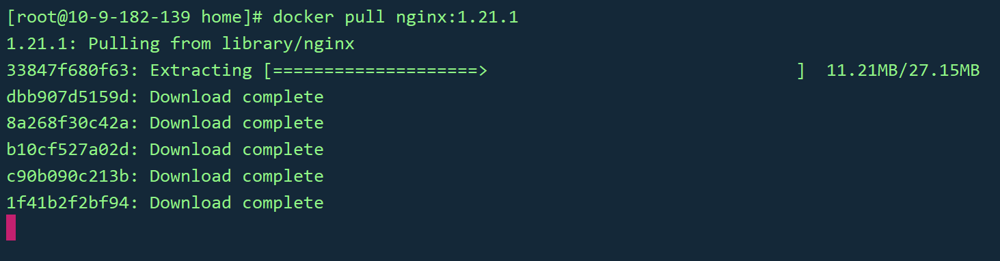 [root@10-9-182-139 home]# docker pull nginx:1.21.1
1.21.1: Pulling from library/nginx
33847f680f63: Extracting [=====================>                              ]  11.21MB/27.15MB
dbb907d5159d: Download complete
8a268f30c42a: Download complete
b10cf527a02d: Download complete
c90b090c213b: Download complete
1f41b2f2bf94: Download complete